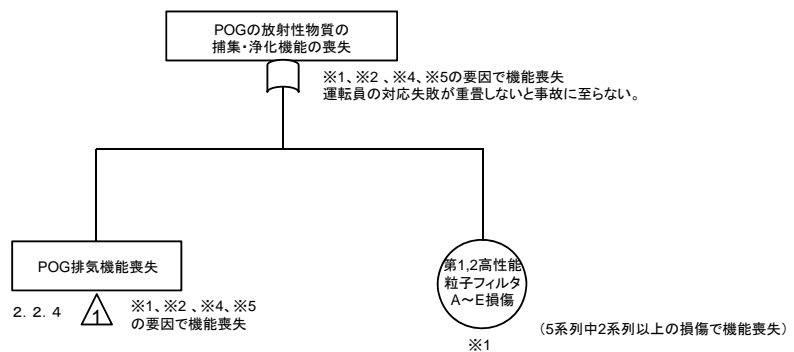 POGの放射性物質の
捕集・浄化機能の喪失
※1、※2 、※4、※5の要因で機能喪失
運転員の対応失敗が重畳しないと事故に至らない。
POG排気機能喪失
2．2．4
1
※1、※2 、※4、※5
の要因で機能喪失
第1,2高性能
粒子フィルタ
A～E損傷
※1
（5系列中2系列以上の損傷で機能喪失）